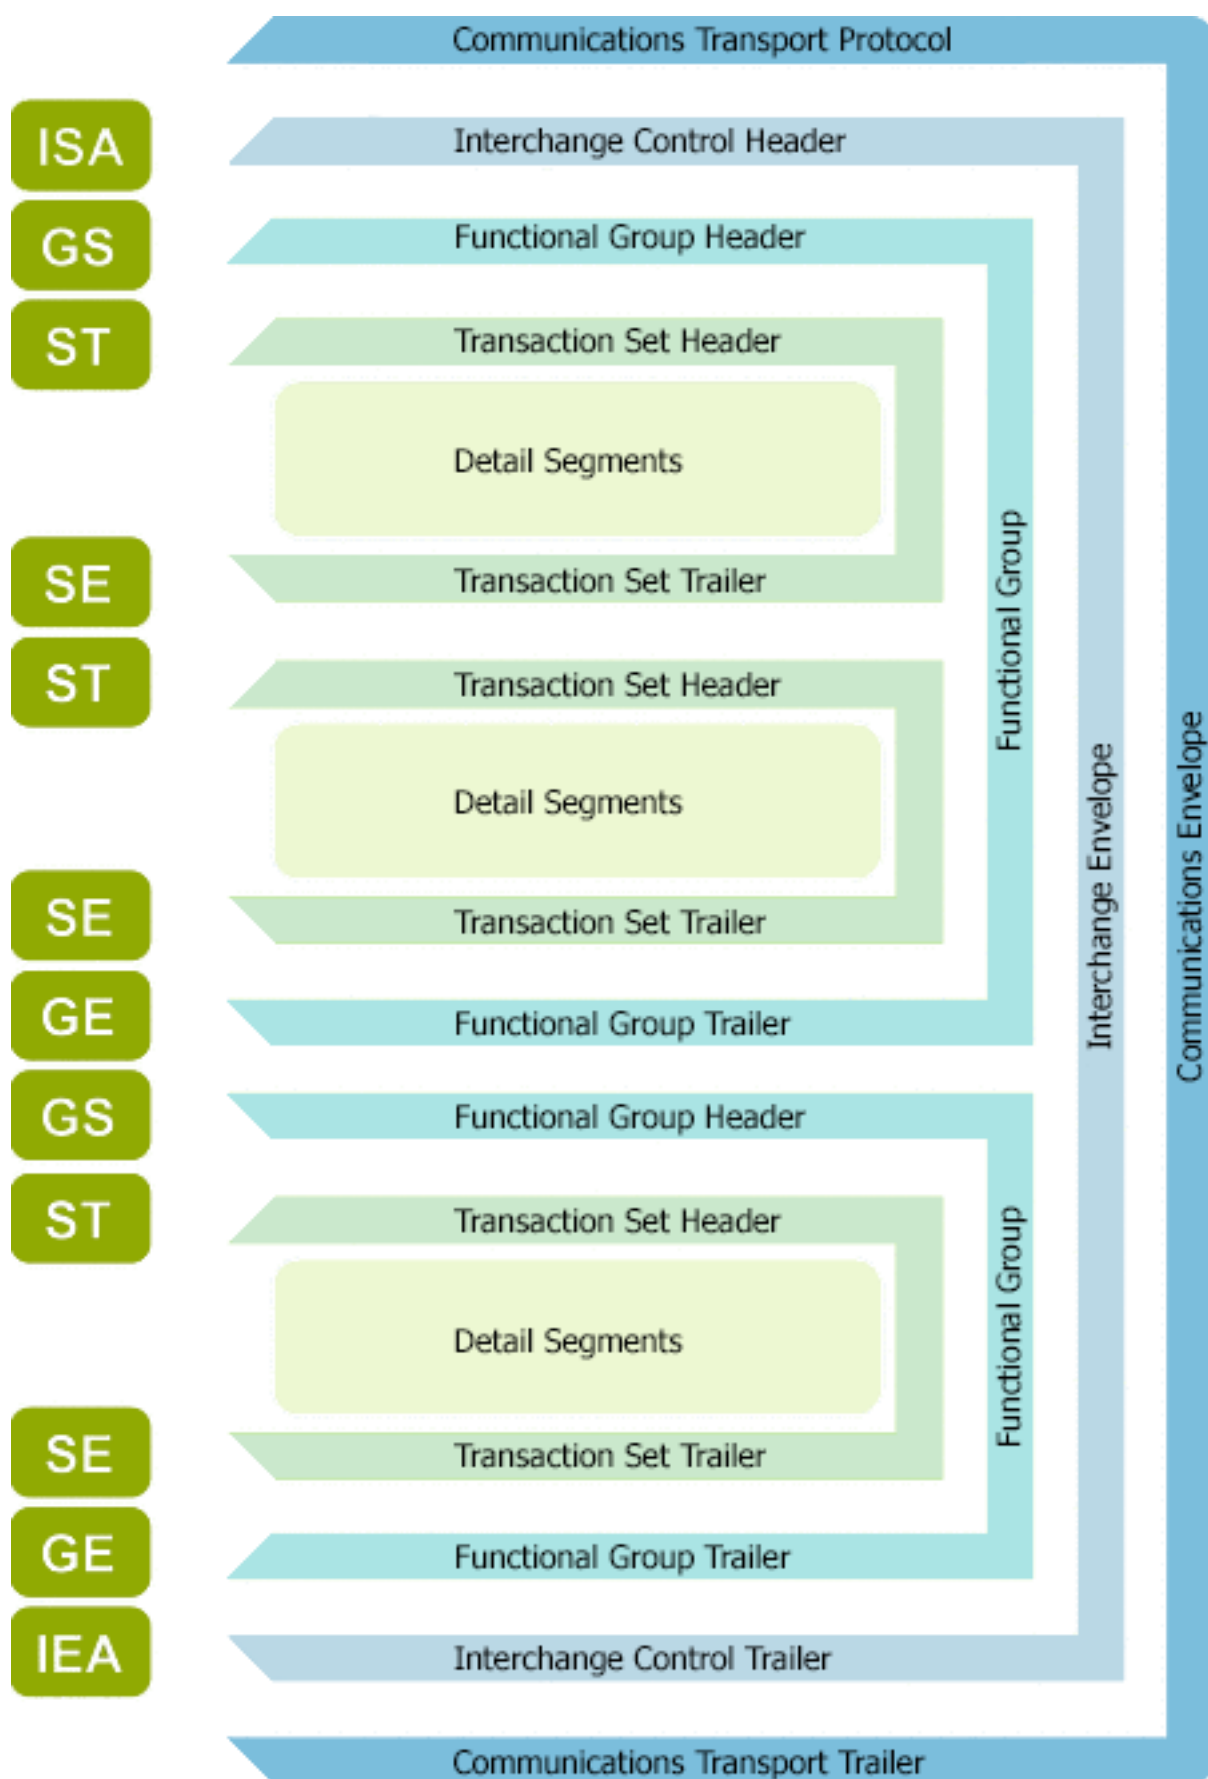 Communications Transport Protocol
ISA
Interchange Control Header
GS
Functional Group Header
ST
Transaction Set Header
Detail Segments
SE
Transaction Set Trailer
ST
Transaction Set Header
Detail Segments
SE
Transaction Set Trailer
GE
Functional Group Trailer
Functional Group
GS
Functional Group Header
ST
Transaction Set Header
Detail Segments
SE
Transaction Set Trailer
GE
Functional Group Trailer
Functional Group
IEA
Interchange Control Trailer
Interchange Envelope
Communications Transport Trailer
Communications Envelope